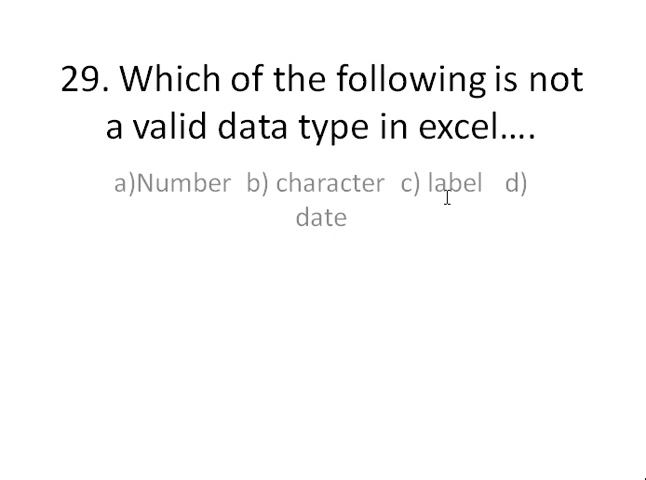 29. Which of the following is not
a valid data type in excel....
a)Number b) character c) label d)
date